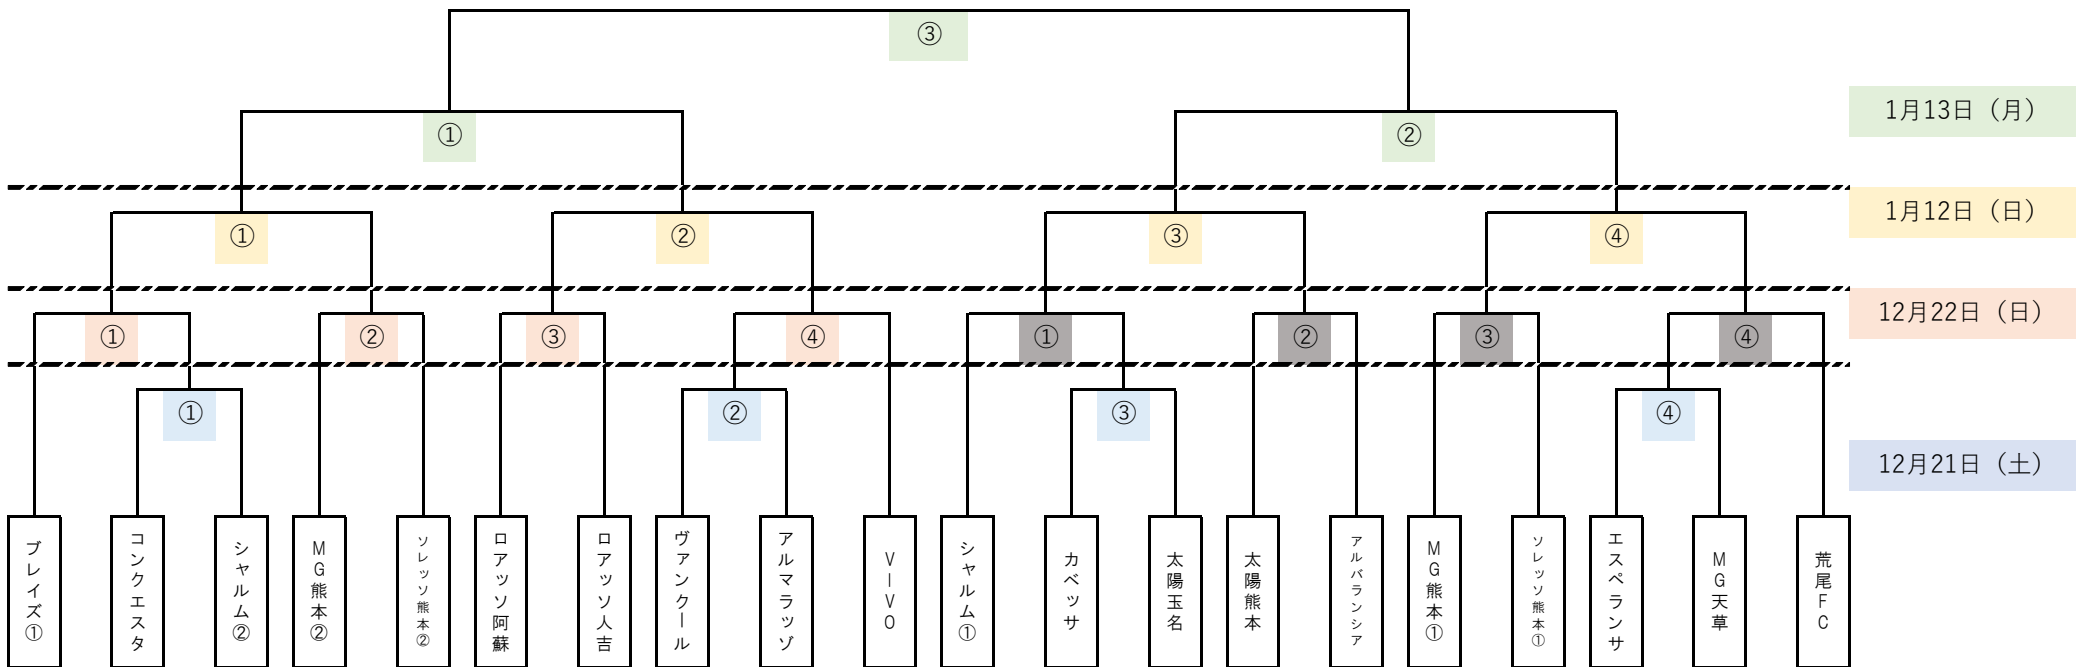 ③
① ② 1月13日（月）
① ② ③ ④ 1月12日（日）
① ② ③ ④ ① ② ③ ④ 12月22日（日）
① ② ③ ④
12月21日（土）
ブレイズ①
コンクエスタ
シャルム②
MG熊本②
ソレッソ熊本②
ロアッソ阿蘇
ロアッソ人吉
ヴァンクール
アルマラッゾ
VIVO
シャルム①
カベッサ
太陽玉名
太陽熊本
アルバランシア
MG熊本①
ソレッソ熊本①
エスペランサ
MG天草
荒尾FC